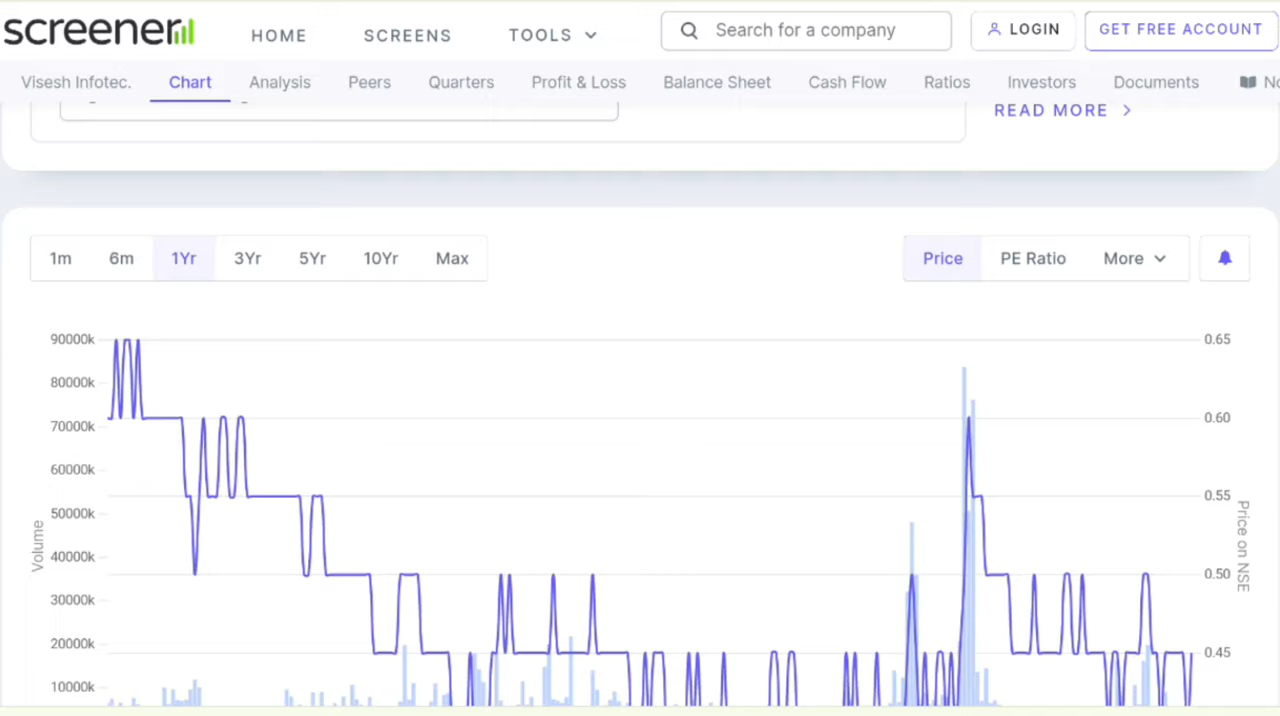 screener
HOME SCREENS TOOLS
Search for a company
LOGIN
GET FREE ACCOUNT
Visesh Infotec. Chart Analysis Peers Quarters Profit & Loss Balance Sheet Cash Flow Ratios Investors Documents
READ MORE
1m 6m 1Yr 3Yr 5Yr 10Yr Max
Price PE Ratio More
90000k 0.65
80000k
70000k 0.60
60000k
50000k 0.55
40000k
30000k 0.50
20000k 0.45
10000k
Volume
Price on NSE